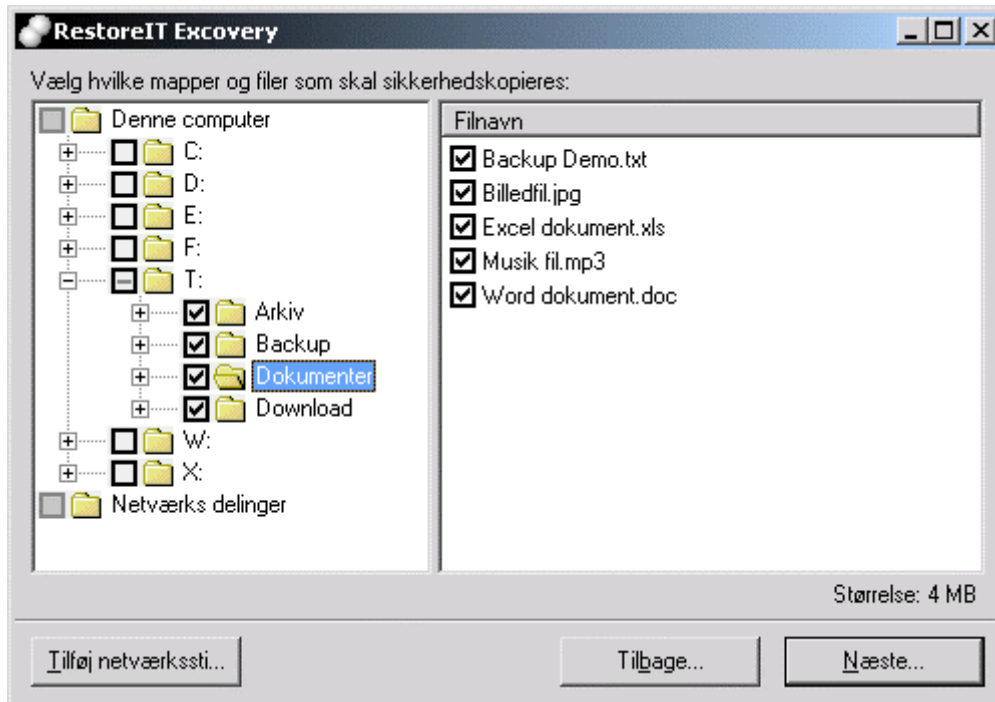 RestoreIT Excovery
Vælg hvilke mapper og filer som skal sikkerhedskopieres:
Denne computer
C:
D:
E:
F:
T:
Arkiv
Backup
Dokumenter
Download
W:
X:
Netværks delinger
Filnavn
Backup Demo.txt
Billedfil.jpg
Excel dokument.xls
Musik fil.mp3
Word dokument.doc
Størrelse: 4 MB
Tilføj netværkssti...
Tilbage...
Næste...